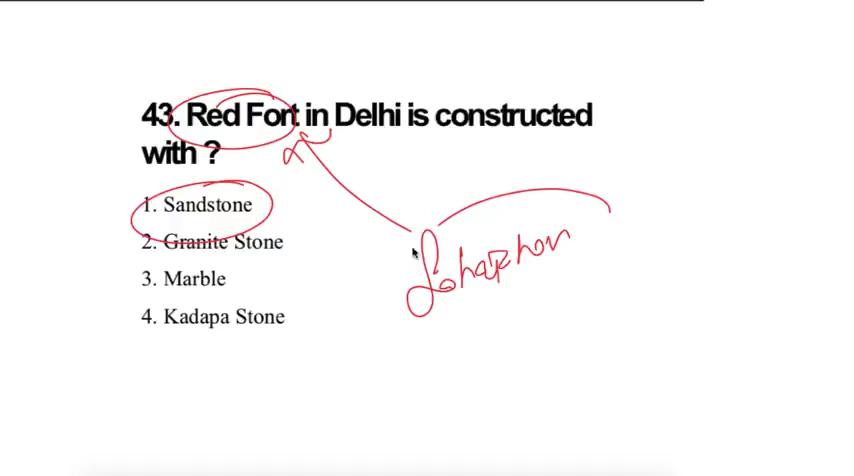 43. Red Fort in Delhi is constructed
with ?
1. Sandstone
2. Granite Stone
3. Marble
4. Kadapa Stone